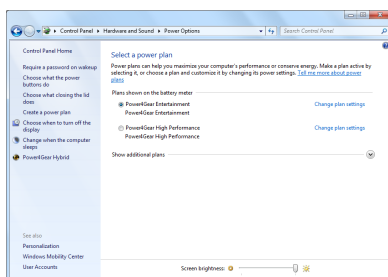 Control Panel ▸ Hardware and Sound ▸ Power Options
Search Control Panel
Control Panel Home
Require a password on wakeup
Choose what the power
buttons do
Choose what closing the lid
does
Create a power plan
Choose when to turn off the
display
Change when the computer
sleeps
Power4Gear Hybrid
See also
Personalization
Windows Mobility Center
User Accounts
Select a power plan
Power plans can help you maximize your computer's performance or conserve energy. Make a plan active by
selecting it, or choose a plan and customize it by changing its power settings. Tell me more about power
plans
Plans shown on the battery meter
Power4Gear Entertainment Change plan settings
Power4Gear Entertainment
Power4Gear High Performance Change plan settings
Power4Gear High Performance
Show additional plans
Screen brightness: